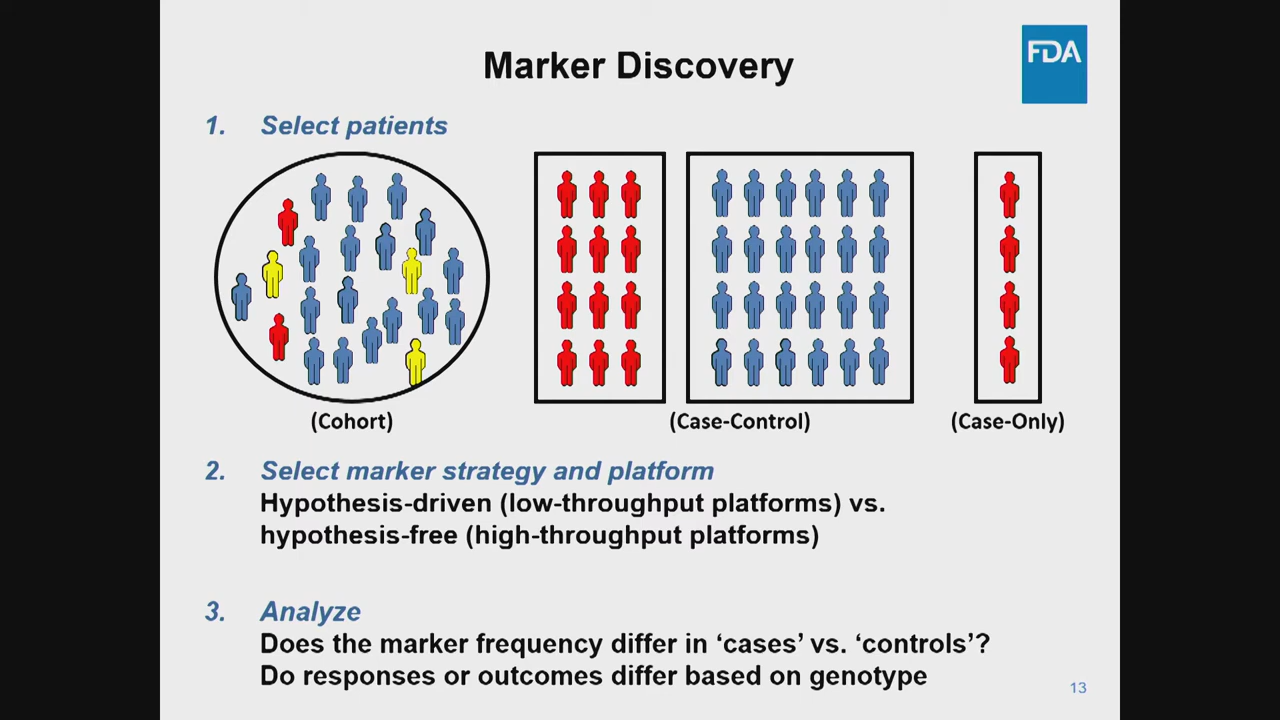 FDA
Marker Discovery
1. Select patients
(Cohort)
(Case-Control)
(Case-Only)
2. Select marker strategy and platform
Hypothesis-driven (low-throughput platforms) vs.
hypothesis-free (high-throughput platforms)
3. Analyze
Does the marker frequency differ in ‘cases’ vs. ‘controls’?
Do responses or outcomes differ based on genotype
13